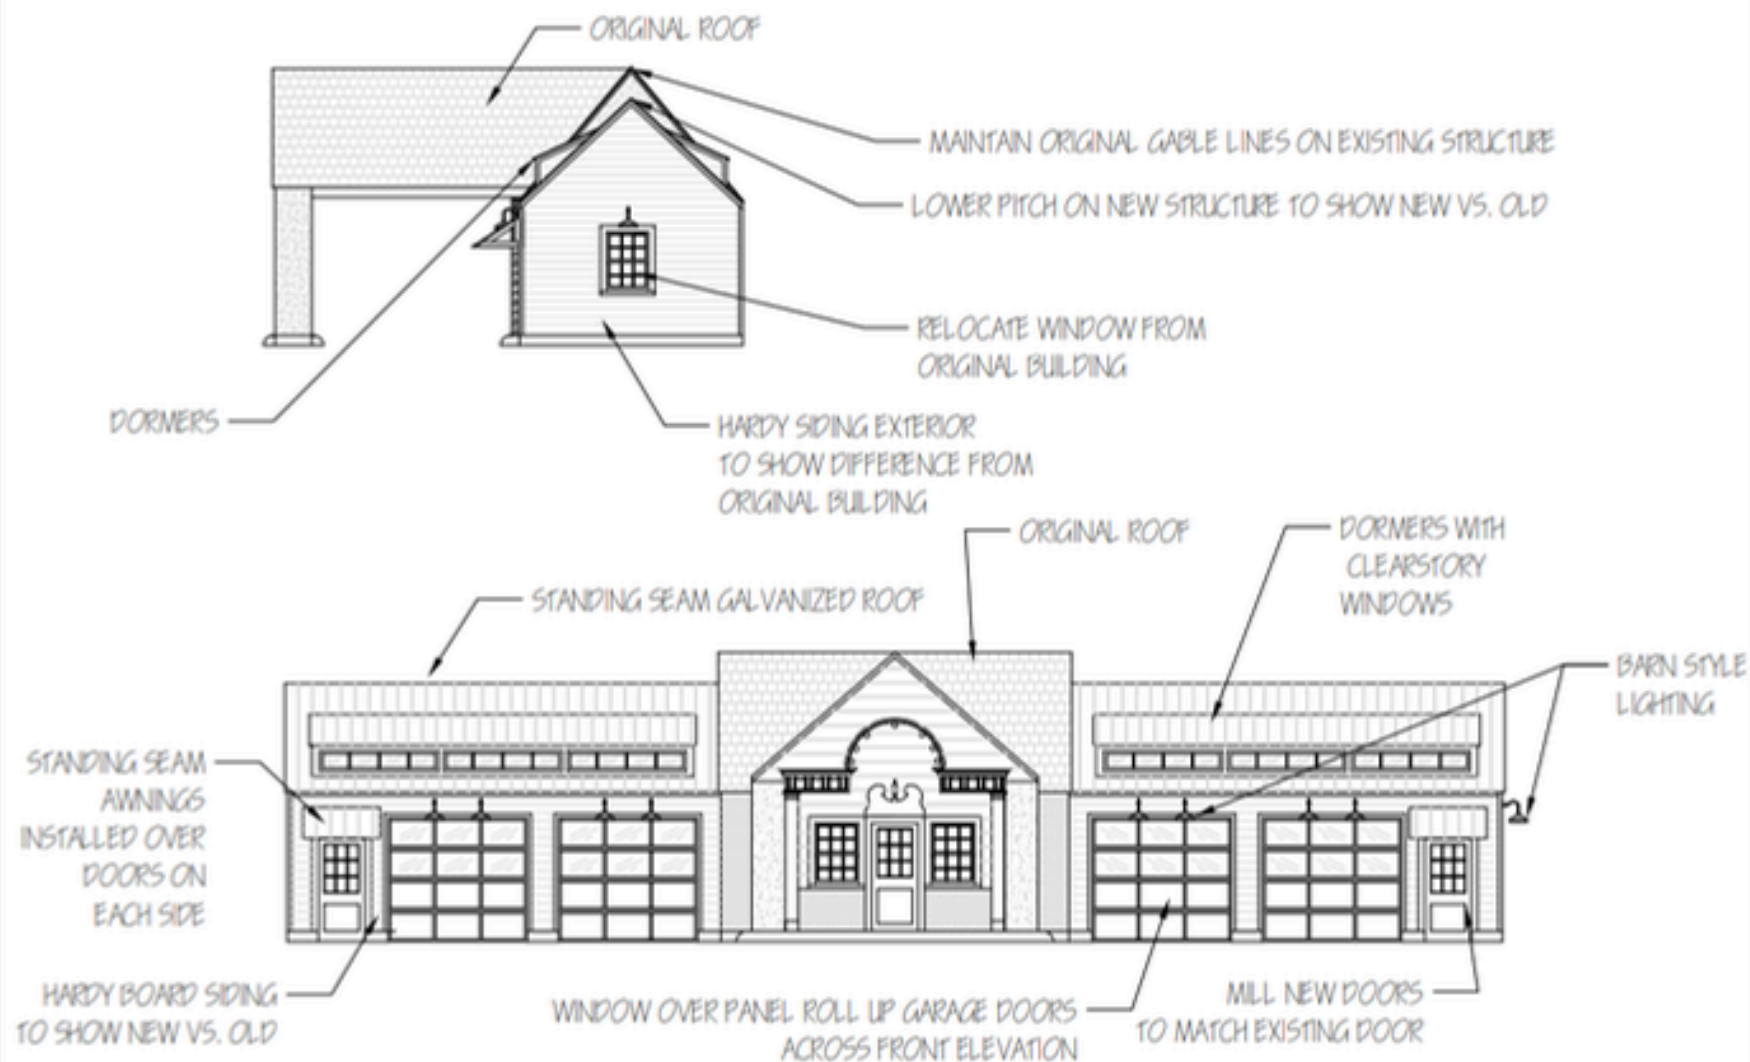 ORIGINAL ROOF
MAINTAIN ORIGINAL GABLE LINES ON EXISTING STRUCTURE
LOWER PITCH ON NEW STRUCTURE TO SHOW NEW VS. OLD
RELOCATE WINDOW FROM
ORIGINAL BUILDING
DORMERS
HARDY SIDING EXTERIOR
TO SHOW DIFFERENCE FROM
ORIGINAL BUILDING
ORIGINAL ROOF
DORMERS WITH
CLEARSTORY
WINDOWS
STANDING SEAM GALVANIZED ROOF
BARN STYLE
LIGHTING
STANDING SEAM
AWNINGS
INSTALLED OVER
DOORS ON
EACH SIDE
HARDY BOARD SIDING
TO SHOW NEW VS. OLD
WINDOW OVER PANEL ROLL UP GARAGE DOORS
ACROSS FRONT ELEVATION
MILL NEW DOORS
TO MATCH EXISTING DOOR